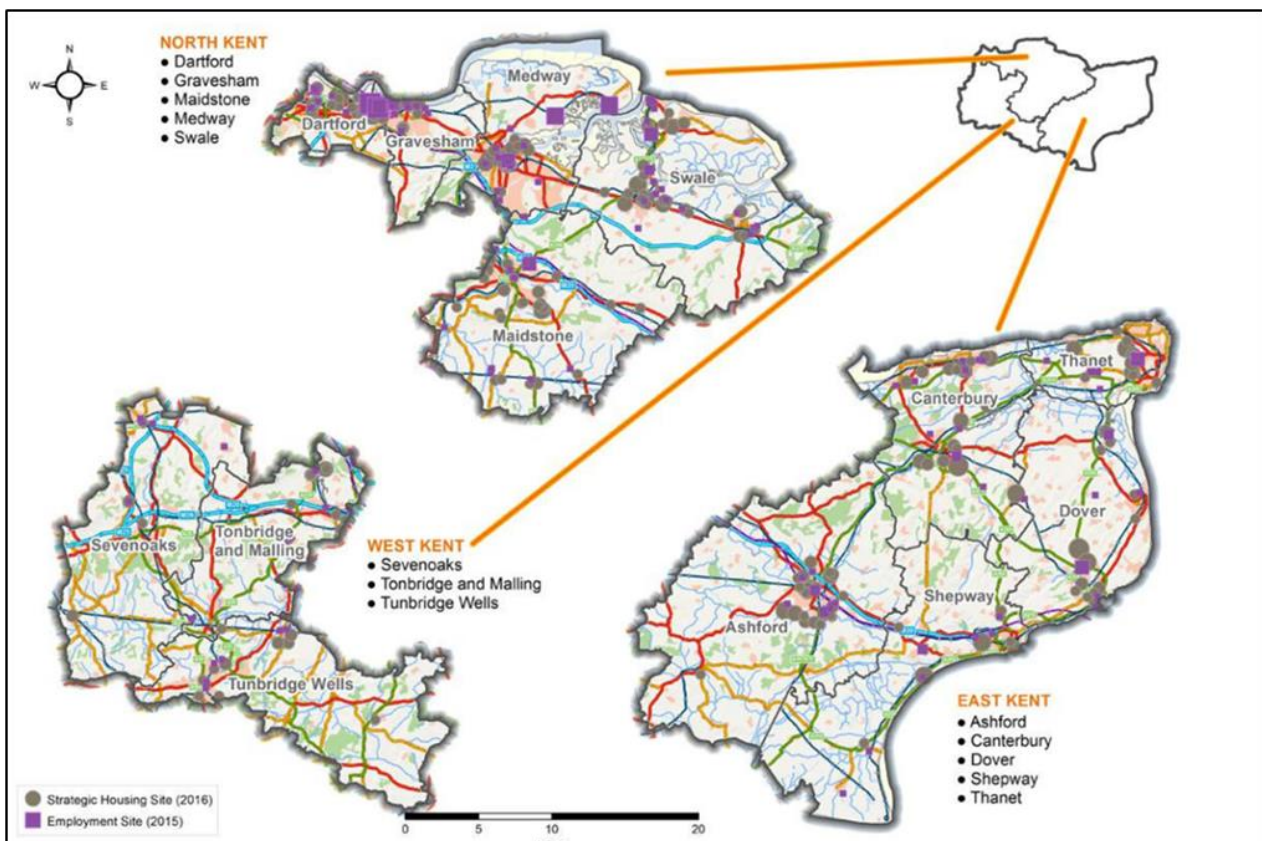 N
W
E
S
NORTH KENT
● Dartford
● Gravesham
● Maidstone
● Medway
● Swale
Medway
Dartford
Gravesham
Swale
Maidstone
Thanet
Canterbury
Dover
Shepway
Ashford
Sevenoaks
Tonbridge
and Malling
Tunbridge Wells
WEST KENT
● Sevenoaks
● Tonbridge and Malling
● Tunbridge Wells
EAST KENT
● Ashford
● Canterbury
● Dover
● Shepway
● Thanet
Strategic Housing Site (2016)
Employment Site (2015)
0 5 10 20